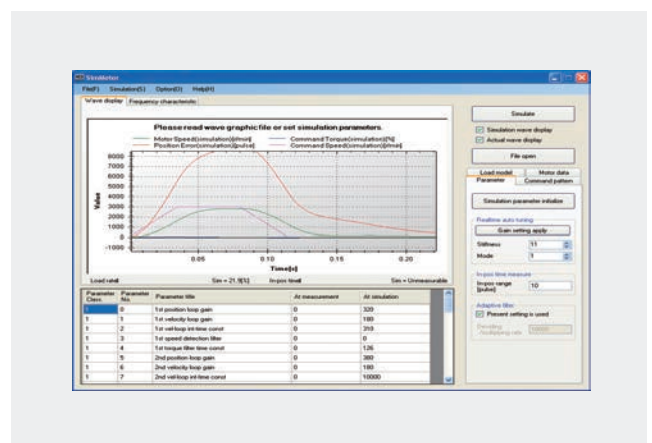 SimMotor
File(F) Simulation(S) Option(O) Help(H)
Wave display Frequency characteristic
Please read wave graphic file or set simulation parameters.
Motor Speed(simulation)[r/min] Command Torque(simulation)[%]
Position Error(simulation)[pulse] Command Speed(simulation)[r/min]
8000
7000
6000
5000
4000
3000
2000
1000
0
-1000
Value
0.05 0.10 0.15 0.20
Time[s]
Load rate# Sim = 21.9[%] In-pos time# Sim = Unmeasurable
Parameter Class. Parameter No. Parameter title At measurement At simulation
1 0 1st position loop gain 0 320
1 1 1st velocity loop gain 0 180
1 2 1st vel-loop int-time const 0 310
1 3 1st speed detection filter 0 0
1 4 1st torque filter time const 0 126
1 5 2nd position loop gain 0 380
1 6 2nd velocity loop gain 0 180
1 7 2nd vel-loop int-time const 0 10000
Simulate
Simulation wave display
Actual wave display
File open
Load model Motor data
Parameter Command pattern
Simulation parameter initialize
Realtime auto tuning
Gain setting apply
Stiffness 11
Mode 1
In-pos time measure
In-pos range
[pulse] 10
Adaptive filter
Present setting is used
10000